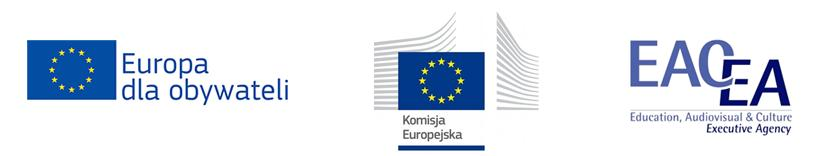 Europa
dla obywateli
Komisja
Europejska
EACEA
Education, Audiovisual & Culture
Executive Agency